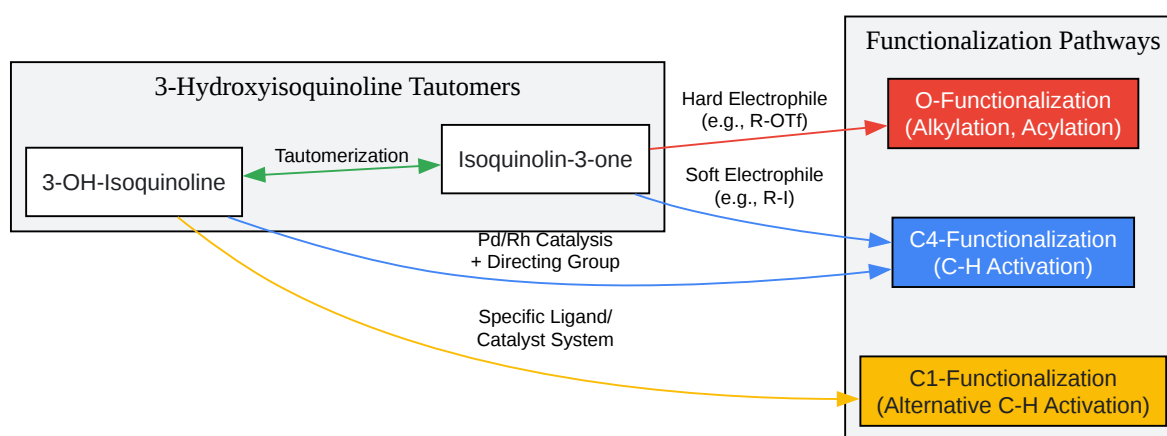 3-Hydroxyisoquinoline Tautomers
3-OH-Isoquinoline
Tautomerization
Isoquinolin-3-one
Hard Electrophile
(e.g., R-OTf)
Soft Electrophile
(e.g., R-I)
Pd/Rh Catalysis
+ Directing Group
Specific Ligand/
Catalyst System
Functionalization Pathways
O-Functionalization
(Alkylation, Acylation)
C4-Functionalization
(C-H Activation)
C1-Functionalization
(Alternative C-H Activation)